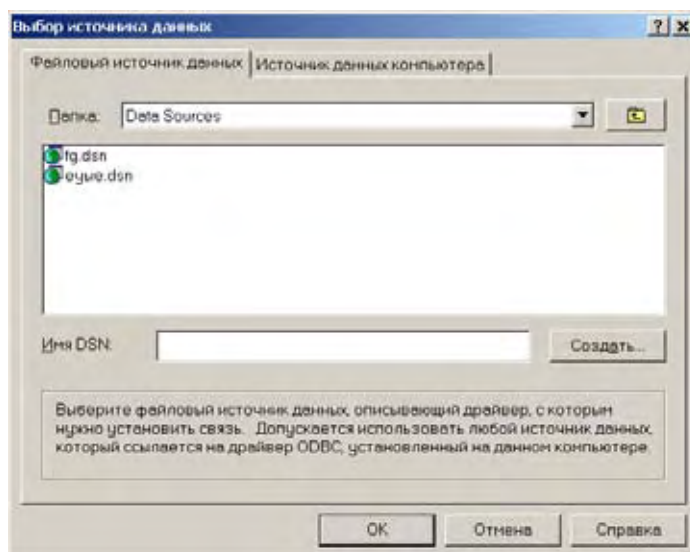 Выбор источника данных
Файловый источник данных
Источник данных компьютера
Папка:
Data Sources
fg.dsn
еуые.dsn
Имя DSN:
Создать...
Выберите файловый источник данных, описывающий драйвер, с которым
нужно установить связь. Допускается использовать любой источник данных,
который ссылается на драйвер ODBC, установленный на данном компьютере.
OK
Отмена
Справка